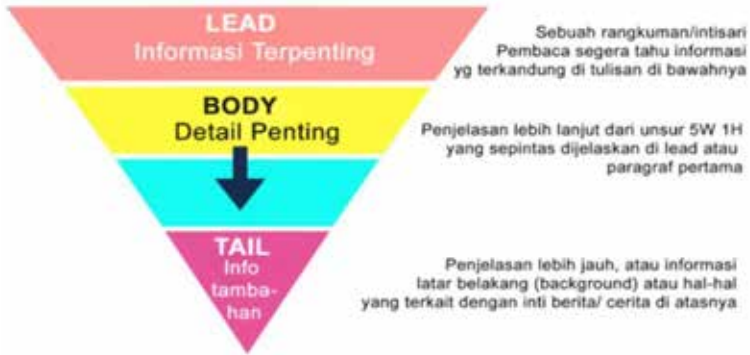 LEAD
Informasi Terpenting
Sebuah rangkuman/intisari
Pembaca segera tahu informasi
yg terkandung di tulisan di bawahnya
BODY
Detail Penting
Penjelasan lebih lanjut dari unsur 5W 1H
yang sepintas dijelaskan di lead atau
paragraf pertama
TAIL
Info
tamba-
han
Penjelasan lebih jauh, atau informasi
latar belakang (background) atau hal-hal
yang terkait dengan inti berita/ cerita di atasnya